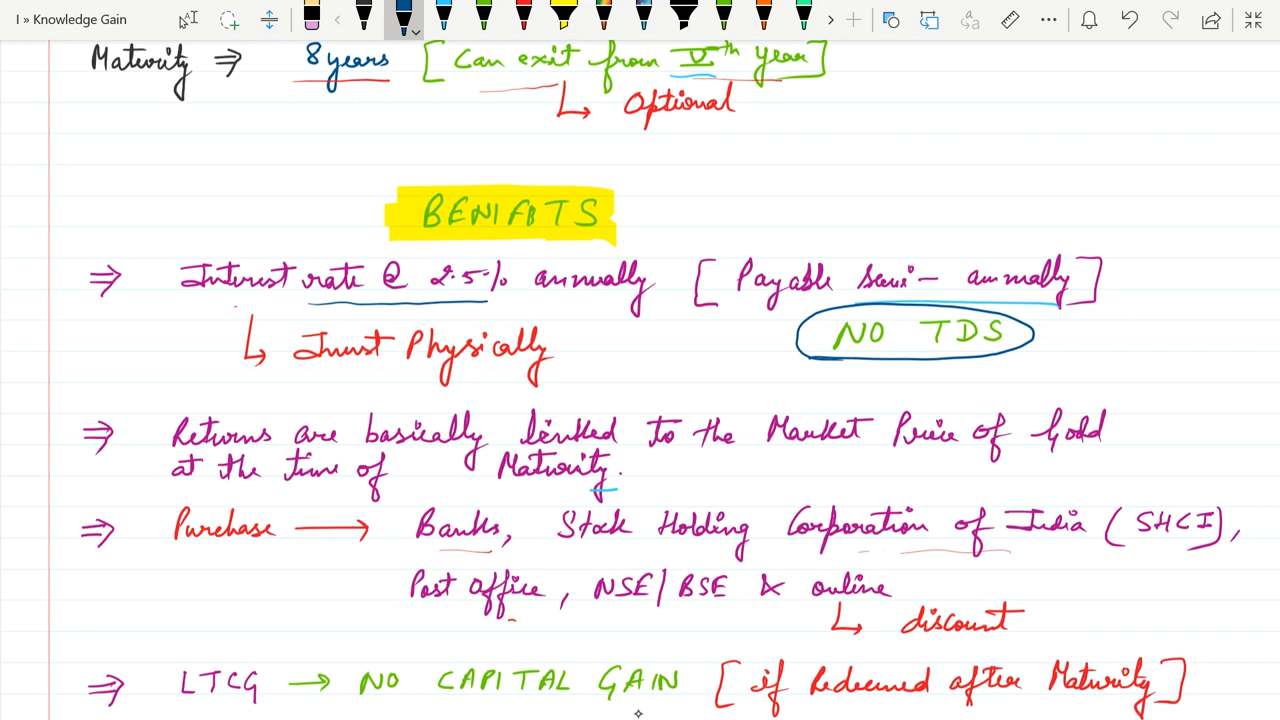 I » Knowledge Gain
Maturity ⇒ 8 years [Can exit from Vth year]
↳ Optional
BENIFITS
⇒ Interest rate @ 2.5% annually [Payable semi-annually]
↳ Invest Physically NO TDS
⇒ Returns are basically linked to the Market Price of Gold
at the time of Maturity.
⇒ Purchase → Banks, Stock Holding Corporation of India (SHCI),
Post Office, NSE/BSE & online
↳ discount
⇒ LTCG → NO CAPITAL GAIN [if Redeemed after Maturity]